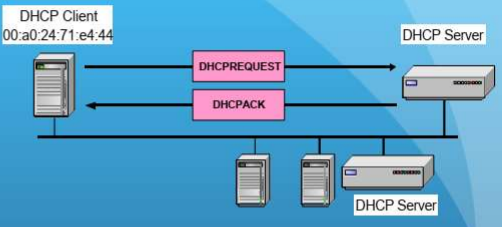 DHCP Client
00:a0:24:71:e4:44
DHCP Server
DHCPREQUEST
DHCPACK
DHCP Server